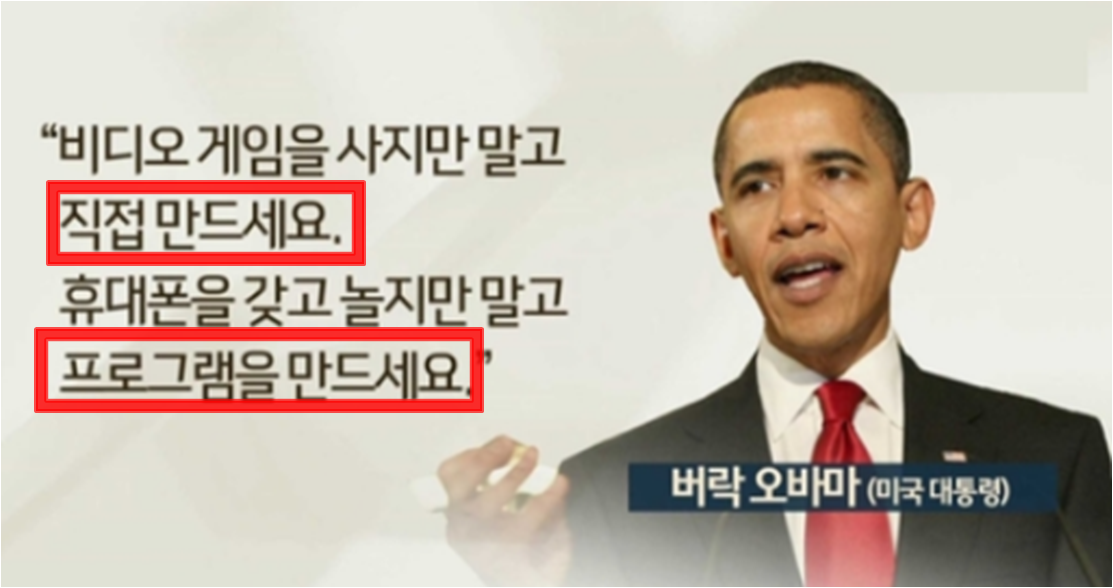 “비디오 게임을 사지만 말고
직접 만드세요.
휴대폰을 갖고 놀지만 말고
프로그램을 만드세요.”
버락 오바마 (미국 대통령)